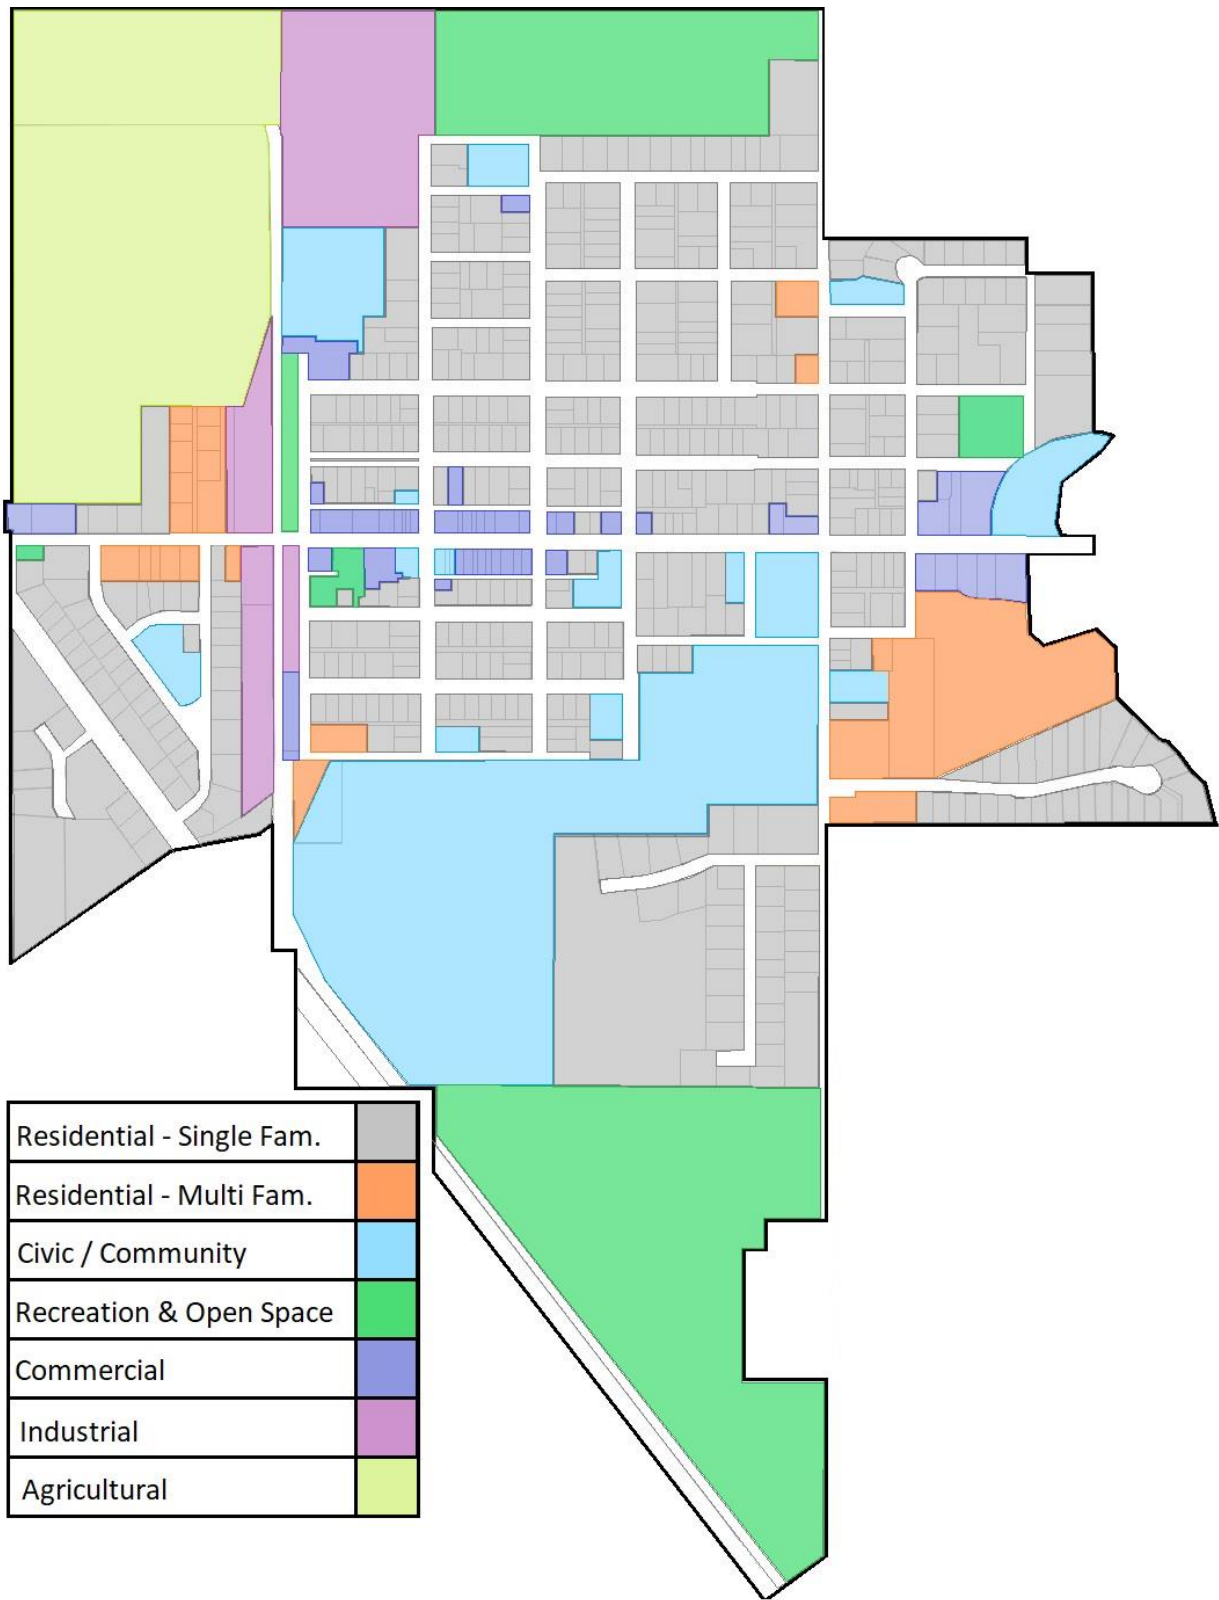 Residential - Single Fam.
Residential - Multi Fam.
Civic / Community
Recreation & Open Space
Commercial
Industrial
Agricultural